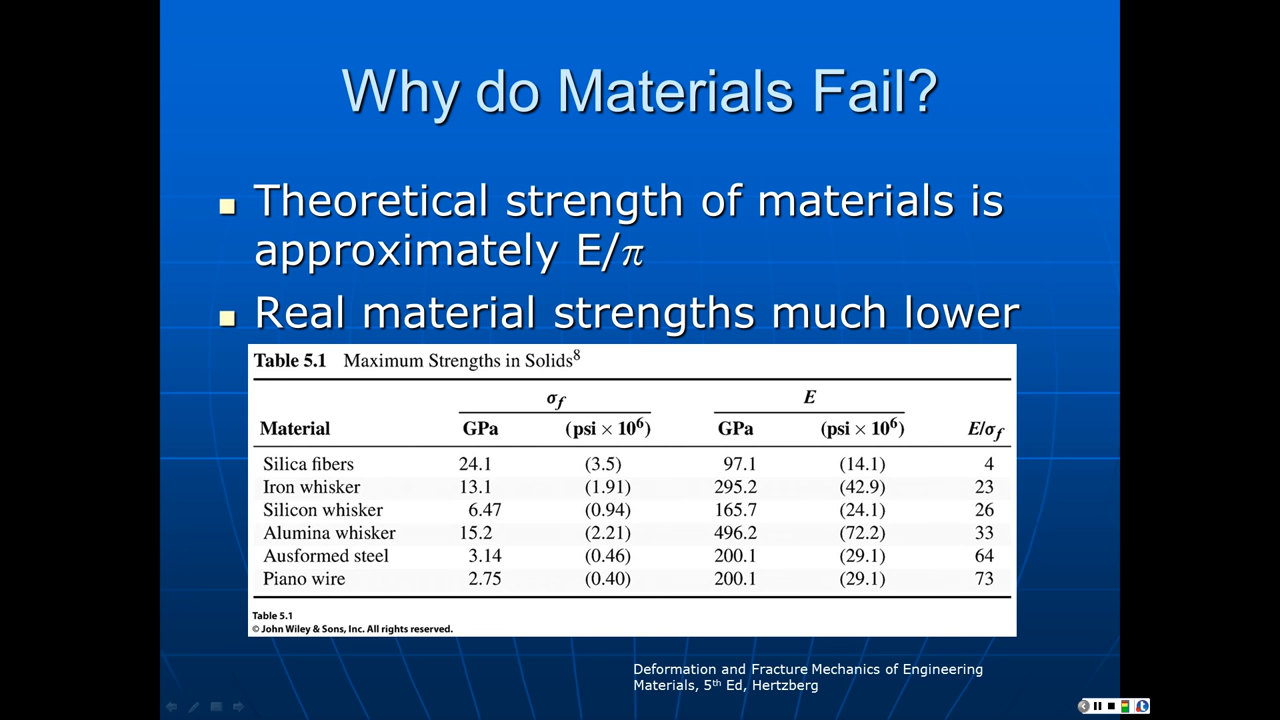 Why do Materials Fail?
Theoretical strength of materials is
approximately E/π
Real material strengths much lower
Table 5.1 Maximum Strengths in Solids⁸
σf E
Material GPa (psi × 10⁶) GPa (psi × 10⁶) E/σf
Silica fibers 24.1 (3.5) 97.1 (14.1) 4
Iron whisker 13.1 (1.91) 295.2 (42.9) 23
Silicon whisker 6.47 (0.94) 165.7 (24.1) 26
Alumina whisker 15.2 (2.21) 496.2 (72.2) 33
Ausformed steel 3.14 (0.46) 200.1 (29.1) 64
Piano wire 2.75 (0.40) 200.1 (29.1) 73
Table 5.1
© John Wiley & Sons, Inc. All rights reserved.
Deformation and Fracture Mechanics of Engineering
Materials, 5th Ed, Hertzberg